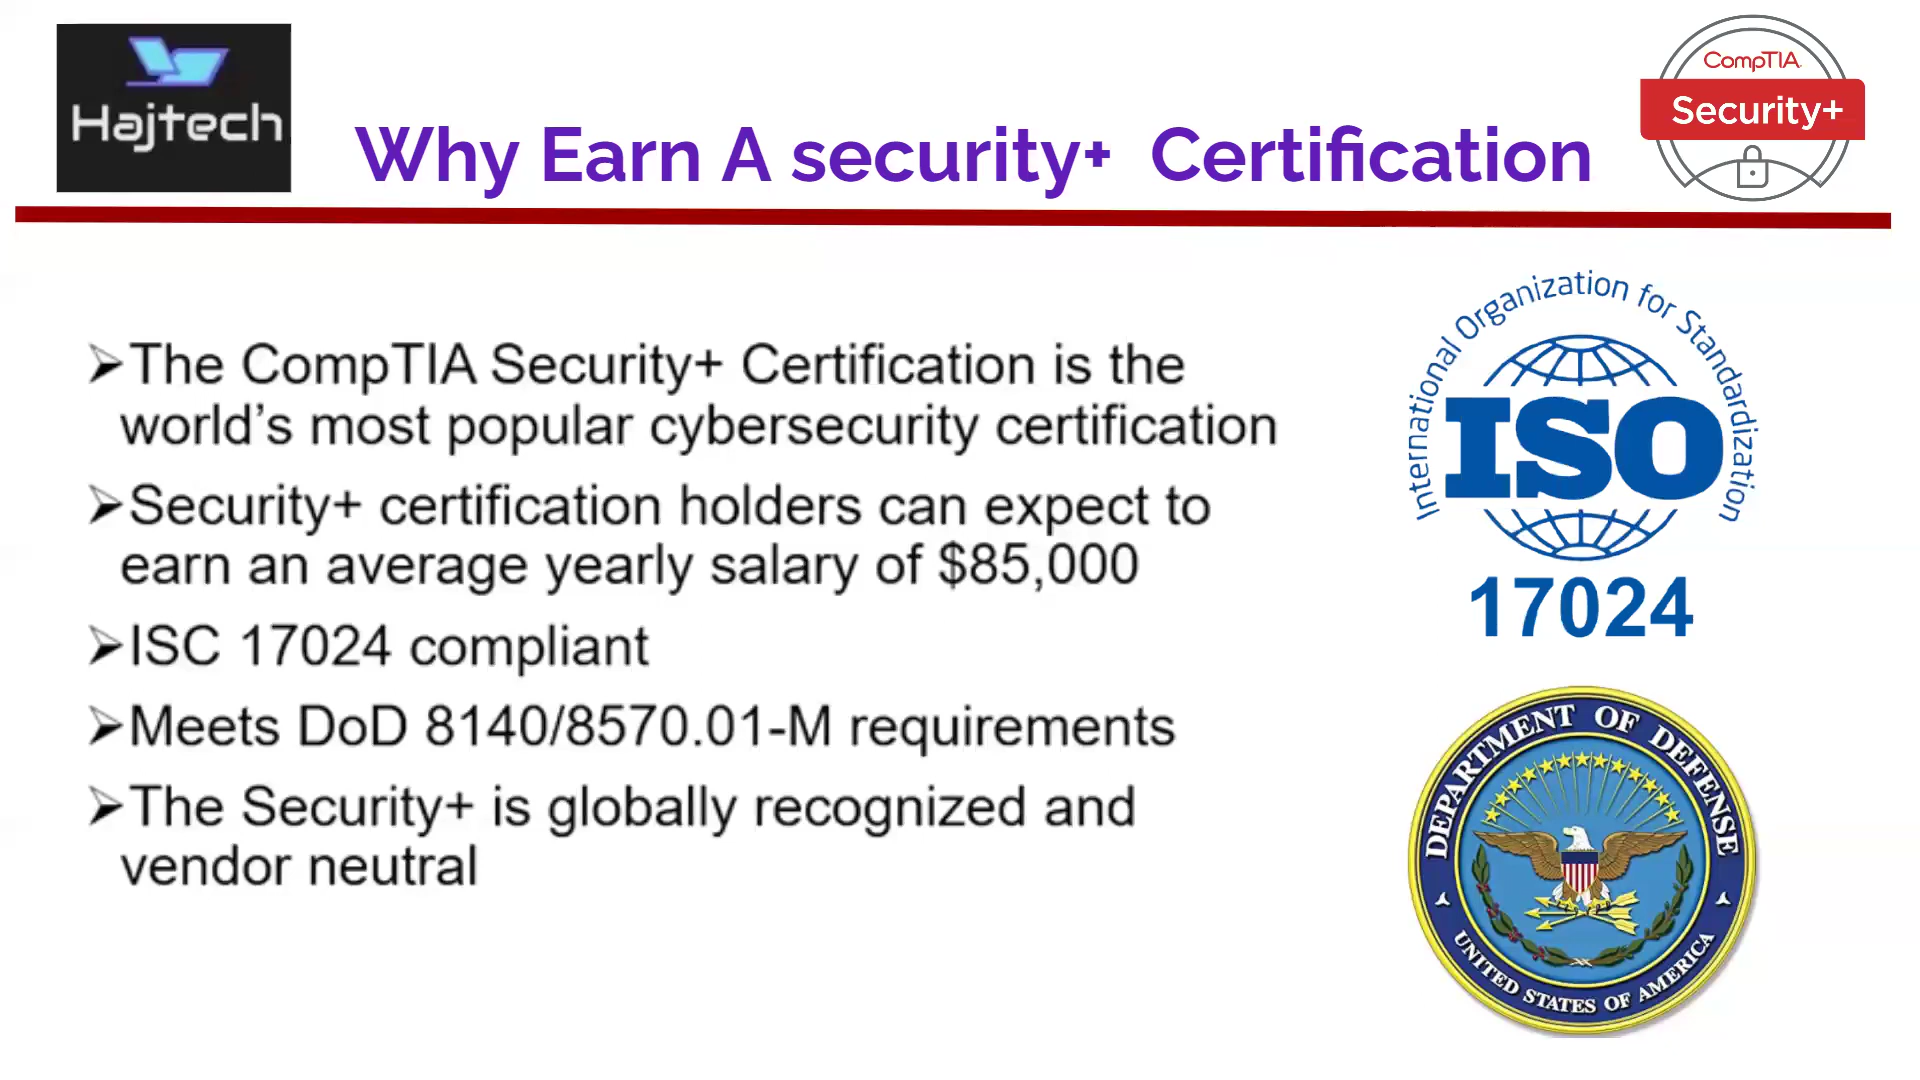 Hajtech
Why Earn A security+ Certification
CompTIA
Security+
➢The CompTIA Security+ Certification is the
world’s most popular cybersecurity certification
➢Security+ certification holders can expect to
earn an average yearly salary of $85,000
➢ISC 17024 compliant
➢Meets DoD 8140/8570.01-M requirements
➢The Security+ is globally recognized and
vendor neutral
International Organization for Standardization
ISO
17024
DEPARTMENT OF DEFENSE
UNITED STATES OF AMERICA